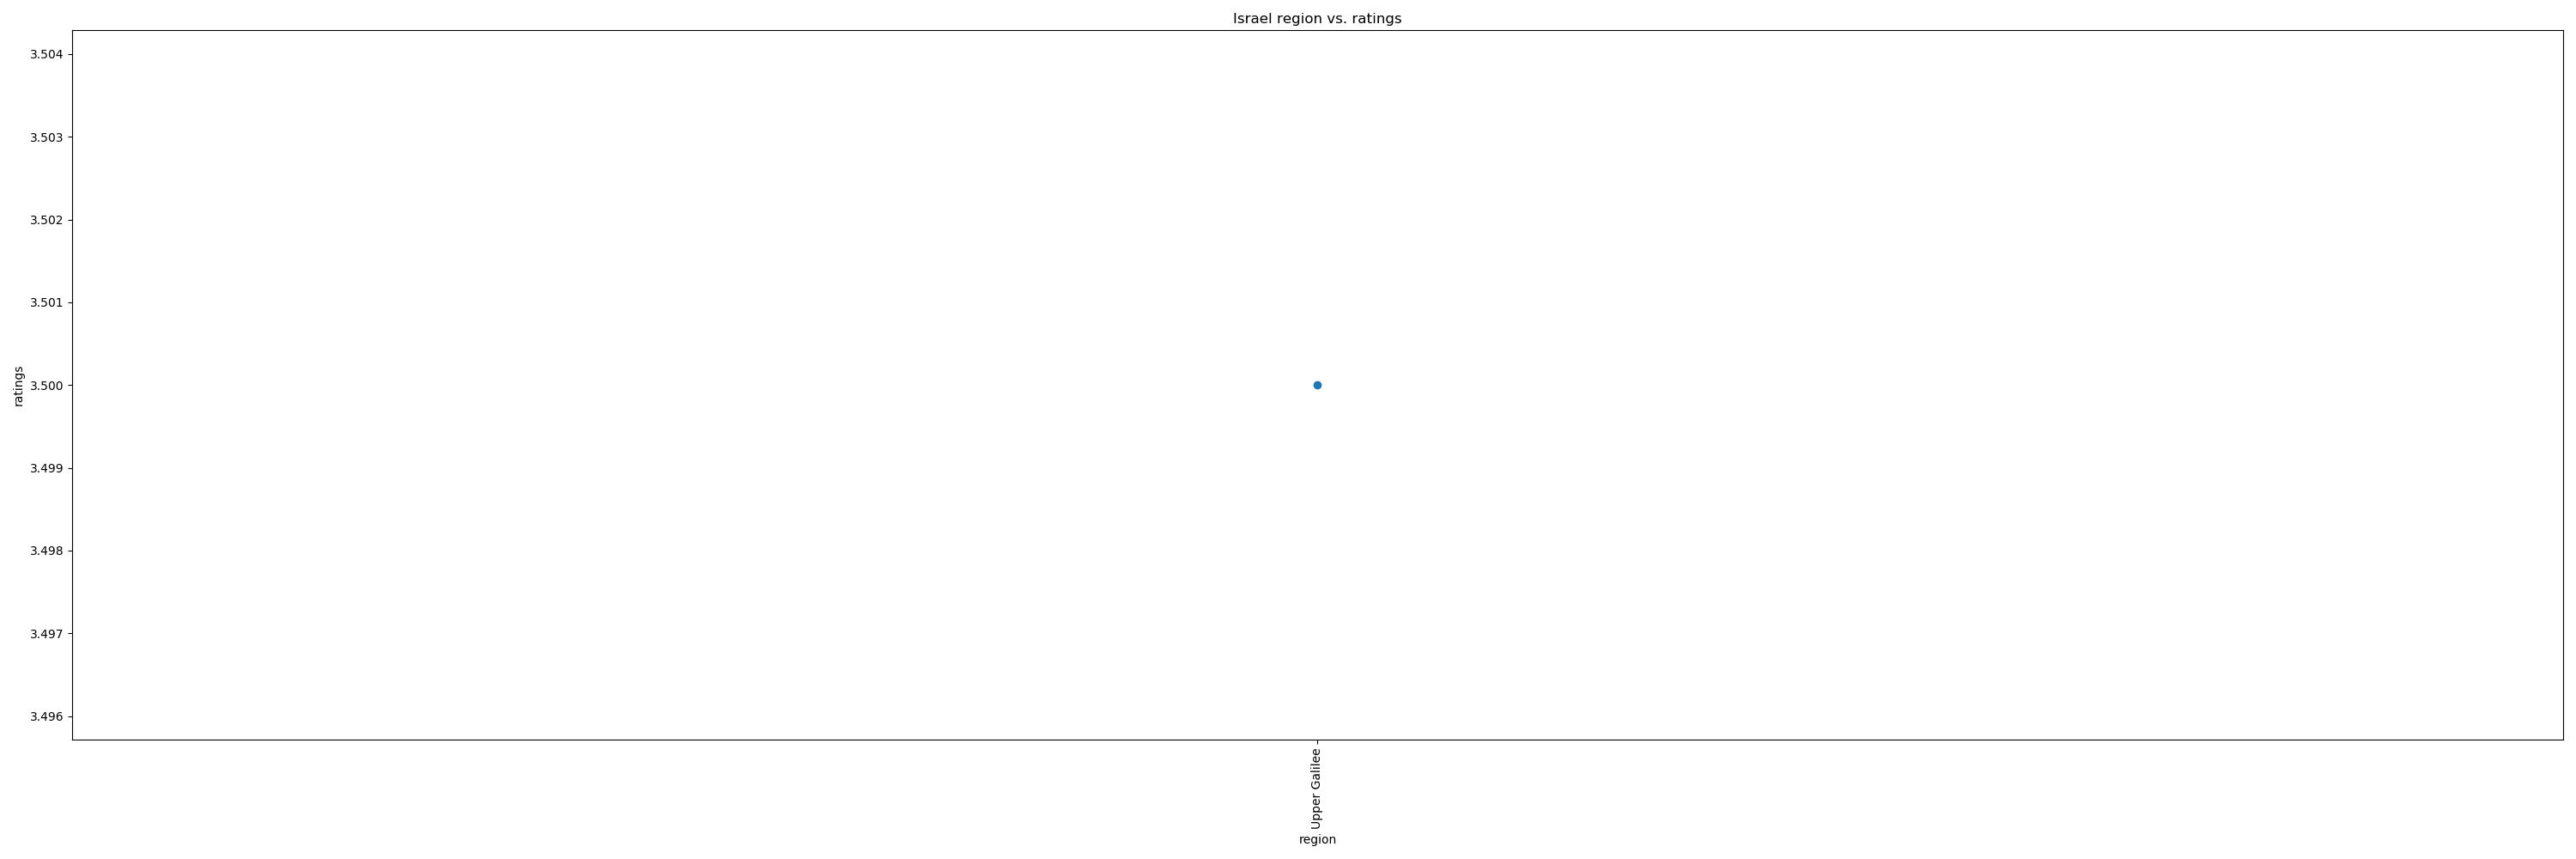 Israel region vs. ratings
3.504
3.503
3.502
3.501
3.500
3.499
3.498
3.497
3.496
ratings
Upper Galilee
region